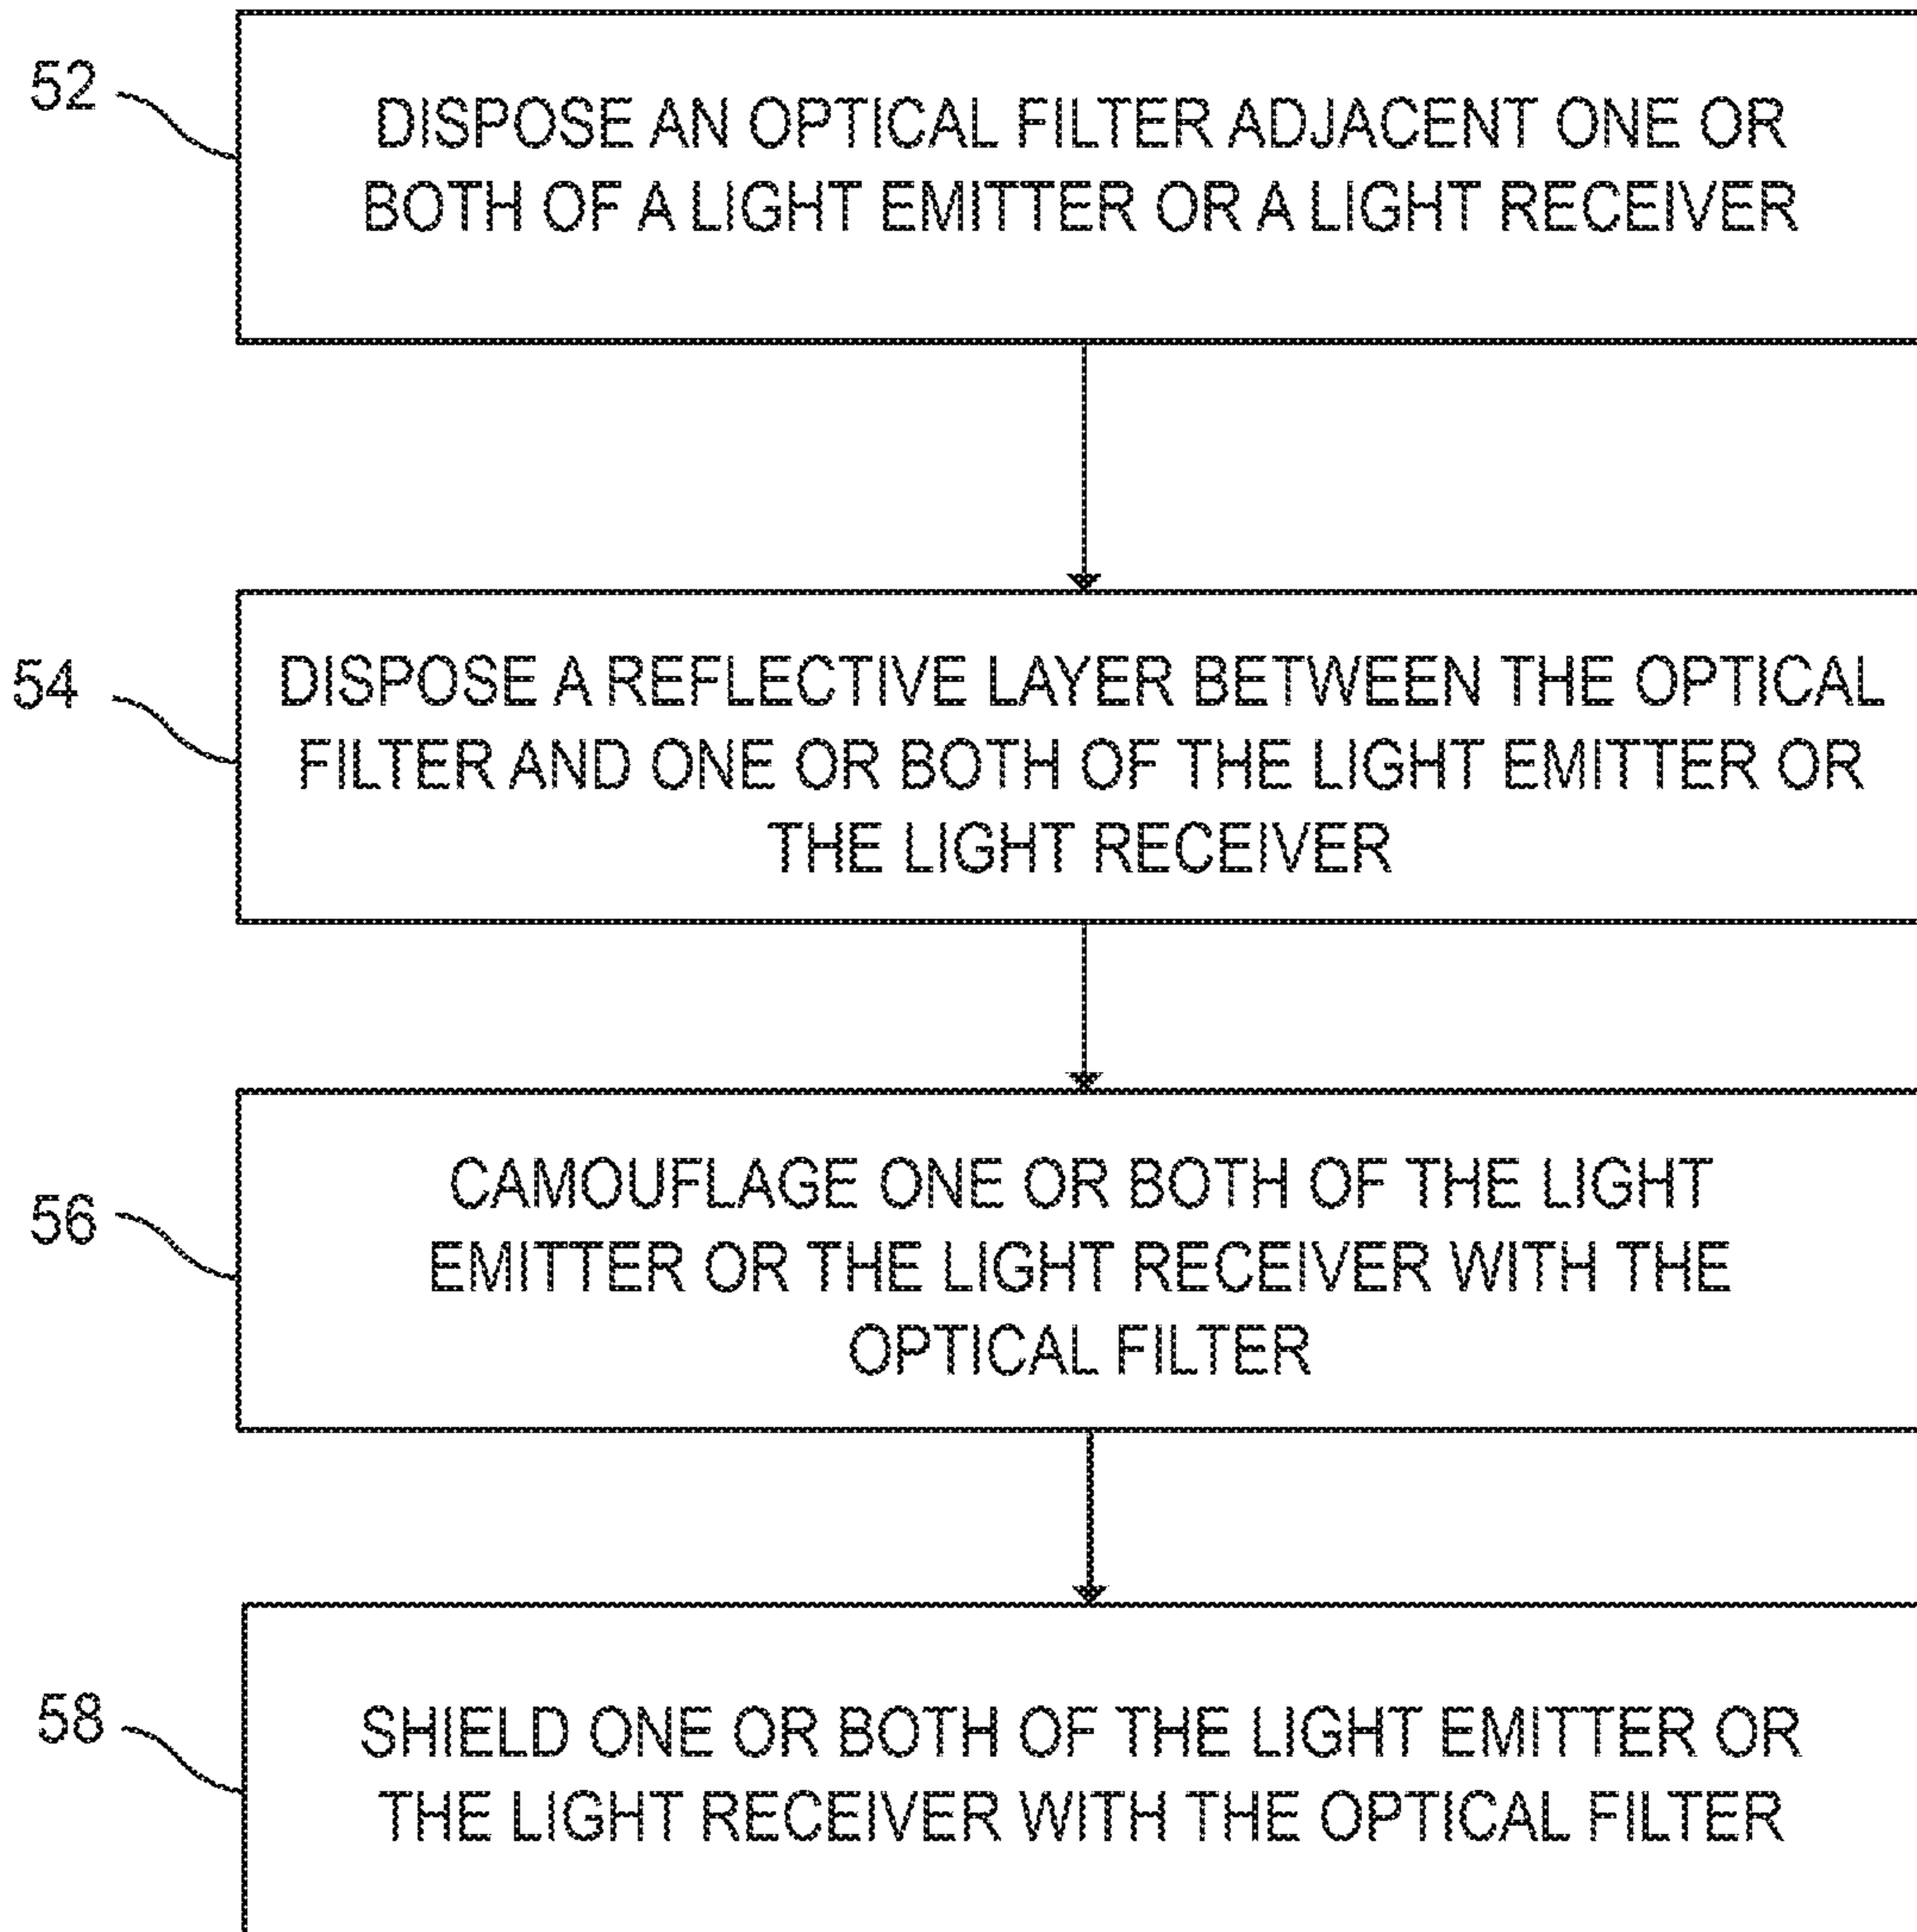 52
DISPOSE AN OPTICAL FILTER ADJACENT ONE OR
BOTH OF A LIGHT EMITTER OR A LIGHT RECEIVER
54
DISPOSE A REFLECTIVE LAYER BETWEEN THE OPTICAL
FILTER AND ONE OR BOTH OF THE LIGHT EMITTER OR
THE LIGHT RECEIVER
56
CAMOUFLAGE ONE OR BOTH OF THE LIGHT
EMITTER OR THE LIGHT RECEIVER WITH THE
OPTICAL FILTER
58
SHIELD ONE OR BOTH OF THE LIGHT EMITTER OR
THE LIGHT RECEIVER WITH THE OPTICAL FILTER